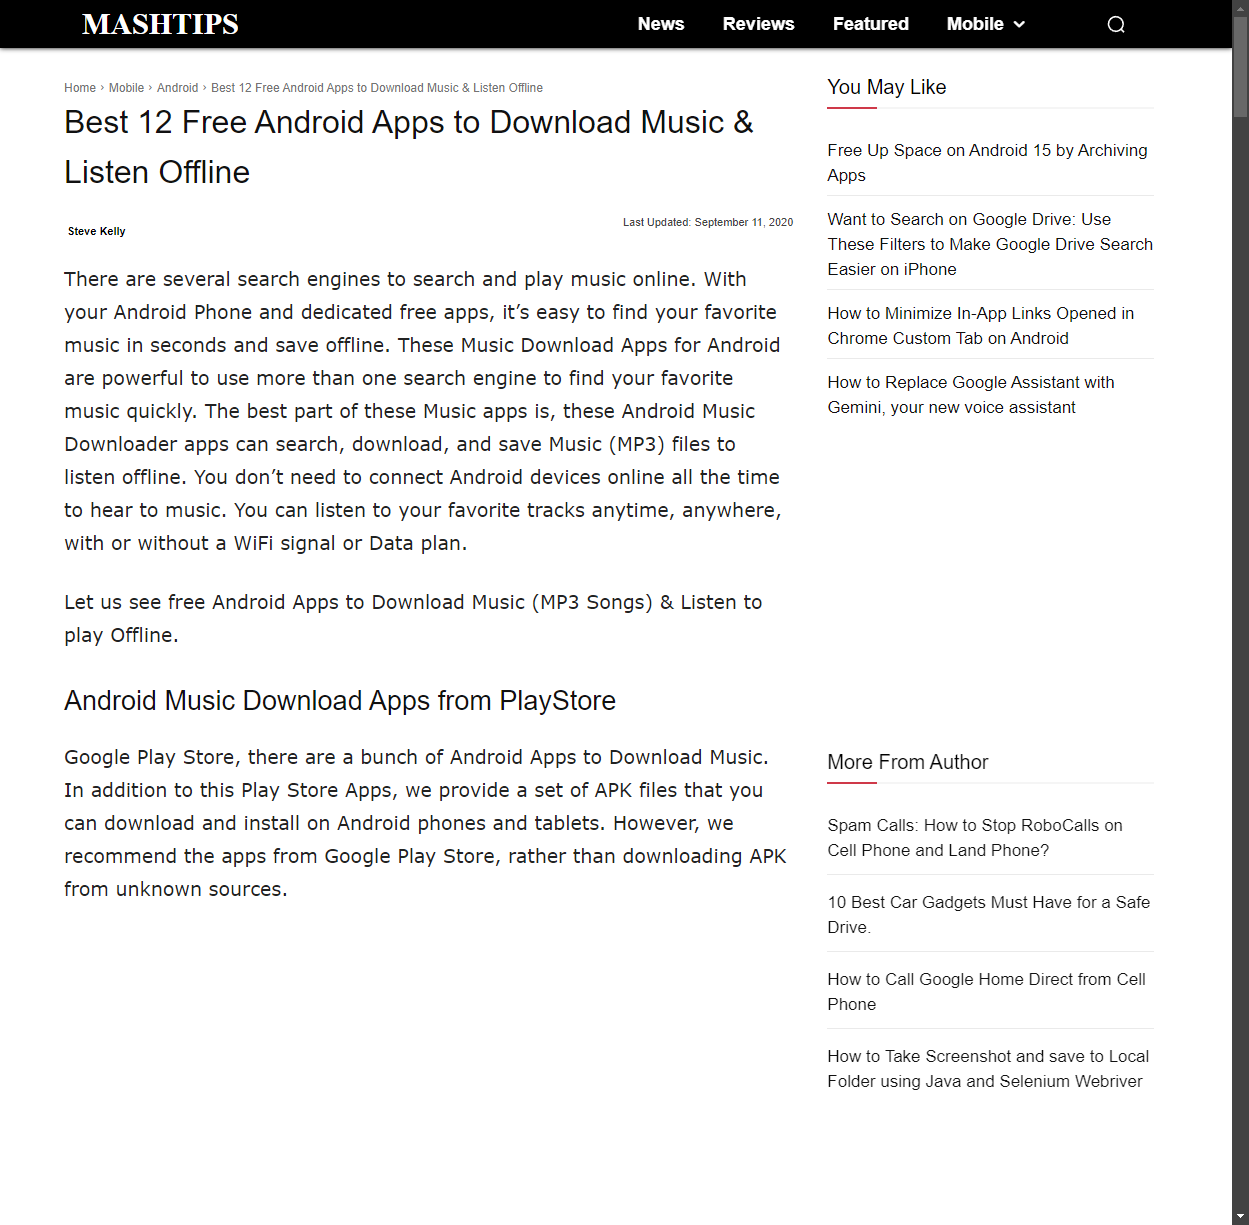 MASHTIPS
News Reviews Featured Mobile
Home › Mobile › Android › Best 12 Free Android Apps to Download Music & Listen Offline
Best 12 Free Android Apps to Download Music &
Listen Offline
Steve Kelly
Last Updated: September 11, 2020
There are several search engines to search and play music online. With
your Android Phone and dedicated free apps, it’s easy to find your favorite
music in seconds and save offline. These Music Download Apps for Android
are powerful to use more than one search engine to find your favorite
music quickly. The best part of these Music apps is, these Android Music
Downloader apps can search, download, and save Music (MP3) files to
listen offline. You don’t need to connect Android devices online all the time
to hear to music. You can listen to your favorite tracks anytime, anywhere,
with or without a WiFi signal or Data plan.
Let us see free Android Apps to Download Music (MP3 Songs) & Listen to
play Offline.
Android Music Download Apps from PlayStore
Google Play Store, there are a bunch of Android Apps to Download Music.
In addition to this Play Store Apps, we provide a set of APK files that you
can download and install on Android phones and tablets. However, we
recommend the apps from Google Play Store, rather than downloading APK
from unknown sources.
You May Like
Free Up Space on Android 15 by Archiving
Apps
Want to Search on Google Drive: Use
These Filters to Make Google Drive Search
Easier on iPhone
How to Minimize In-App Links Opened in
Chrome Custom Tab on Android
How to Replace Google Assistant with
Gemini, your new voice assistant
More From Author
Spam Calls: How to Stop RoboCalls on
Cell Phone and Land Phone?
10 Best Car Gadgets Must Have for a Safe
Drive.
How to Call Google Home Direct from Cell
Phone
How to Take Screenshot and save to Local
Folder using Java and Selenium Webriver